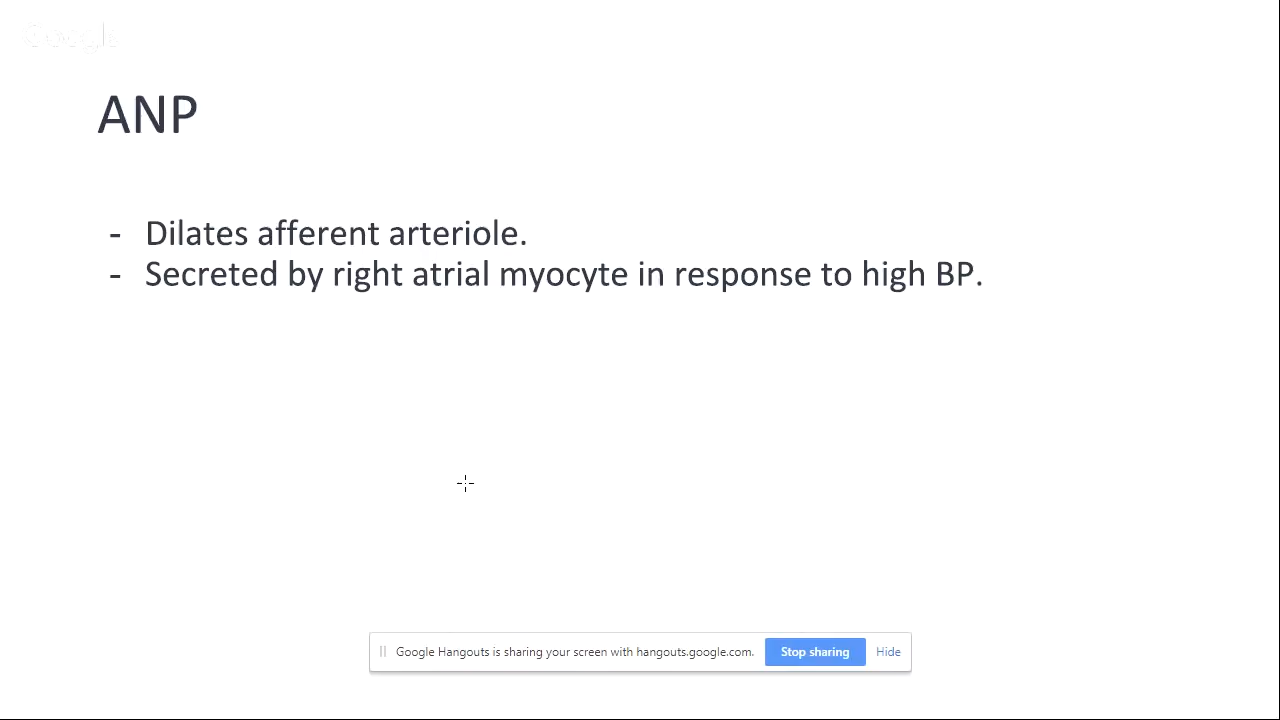 ANP
- Dilates afferent arteriole.
- Secreted by right atrial myocyte in response to high BP.
Google Hangouts is sharing your screen with hangouts.google.com. Stop sharing Hide